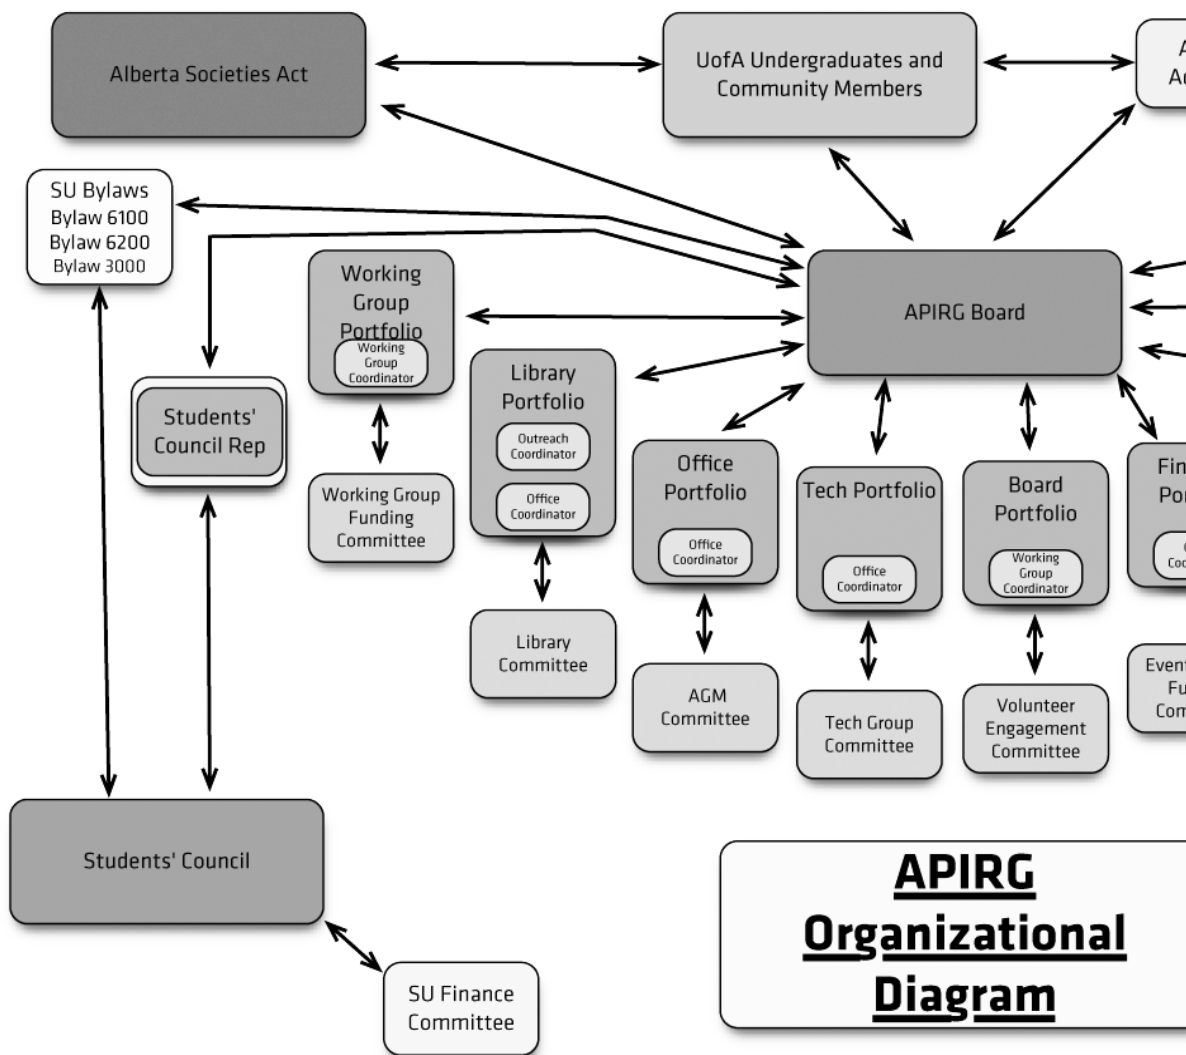 Alberta Societies Act
UofA Undergraduates and
Community Members
SU Bylaws
Bylaw 6100
Bylaw 6200
Bylaw 3000
Working
Group
Portfolio
Working
Group
Coordinator
APIRG Board
Students'
Council Rep
Library
Portfolio
Outreach
Coordinator
Office
Coordinator
Office
Portfolio
Office
Coordinator
Tech Portfolio
Office
Coordinator
Board
Portfolio
Working
Group
Coordinator
Working Group
Funding
Committee
Library
Committee
AGM
Committee
Tech Group
Committee
Volunteer
Engagement
Committee
Students' Council
SU Finance
Committee
APIRG
Organizational
Diagram